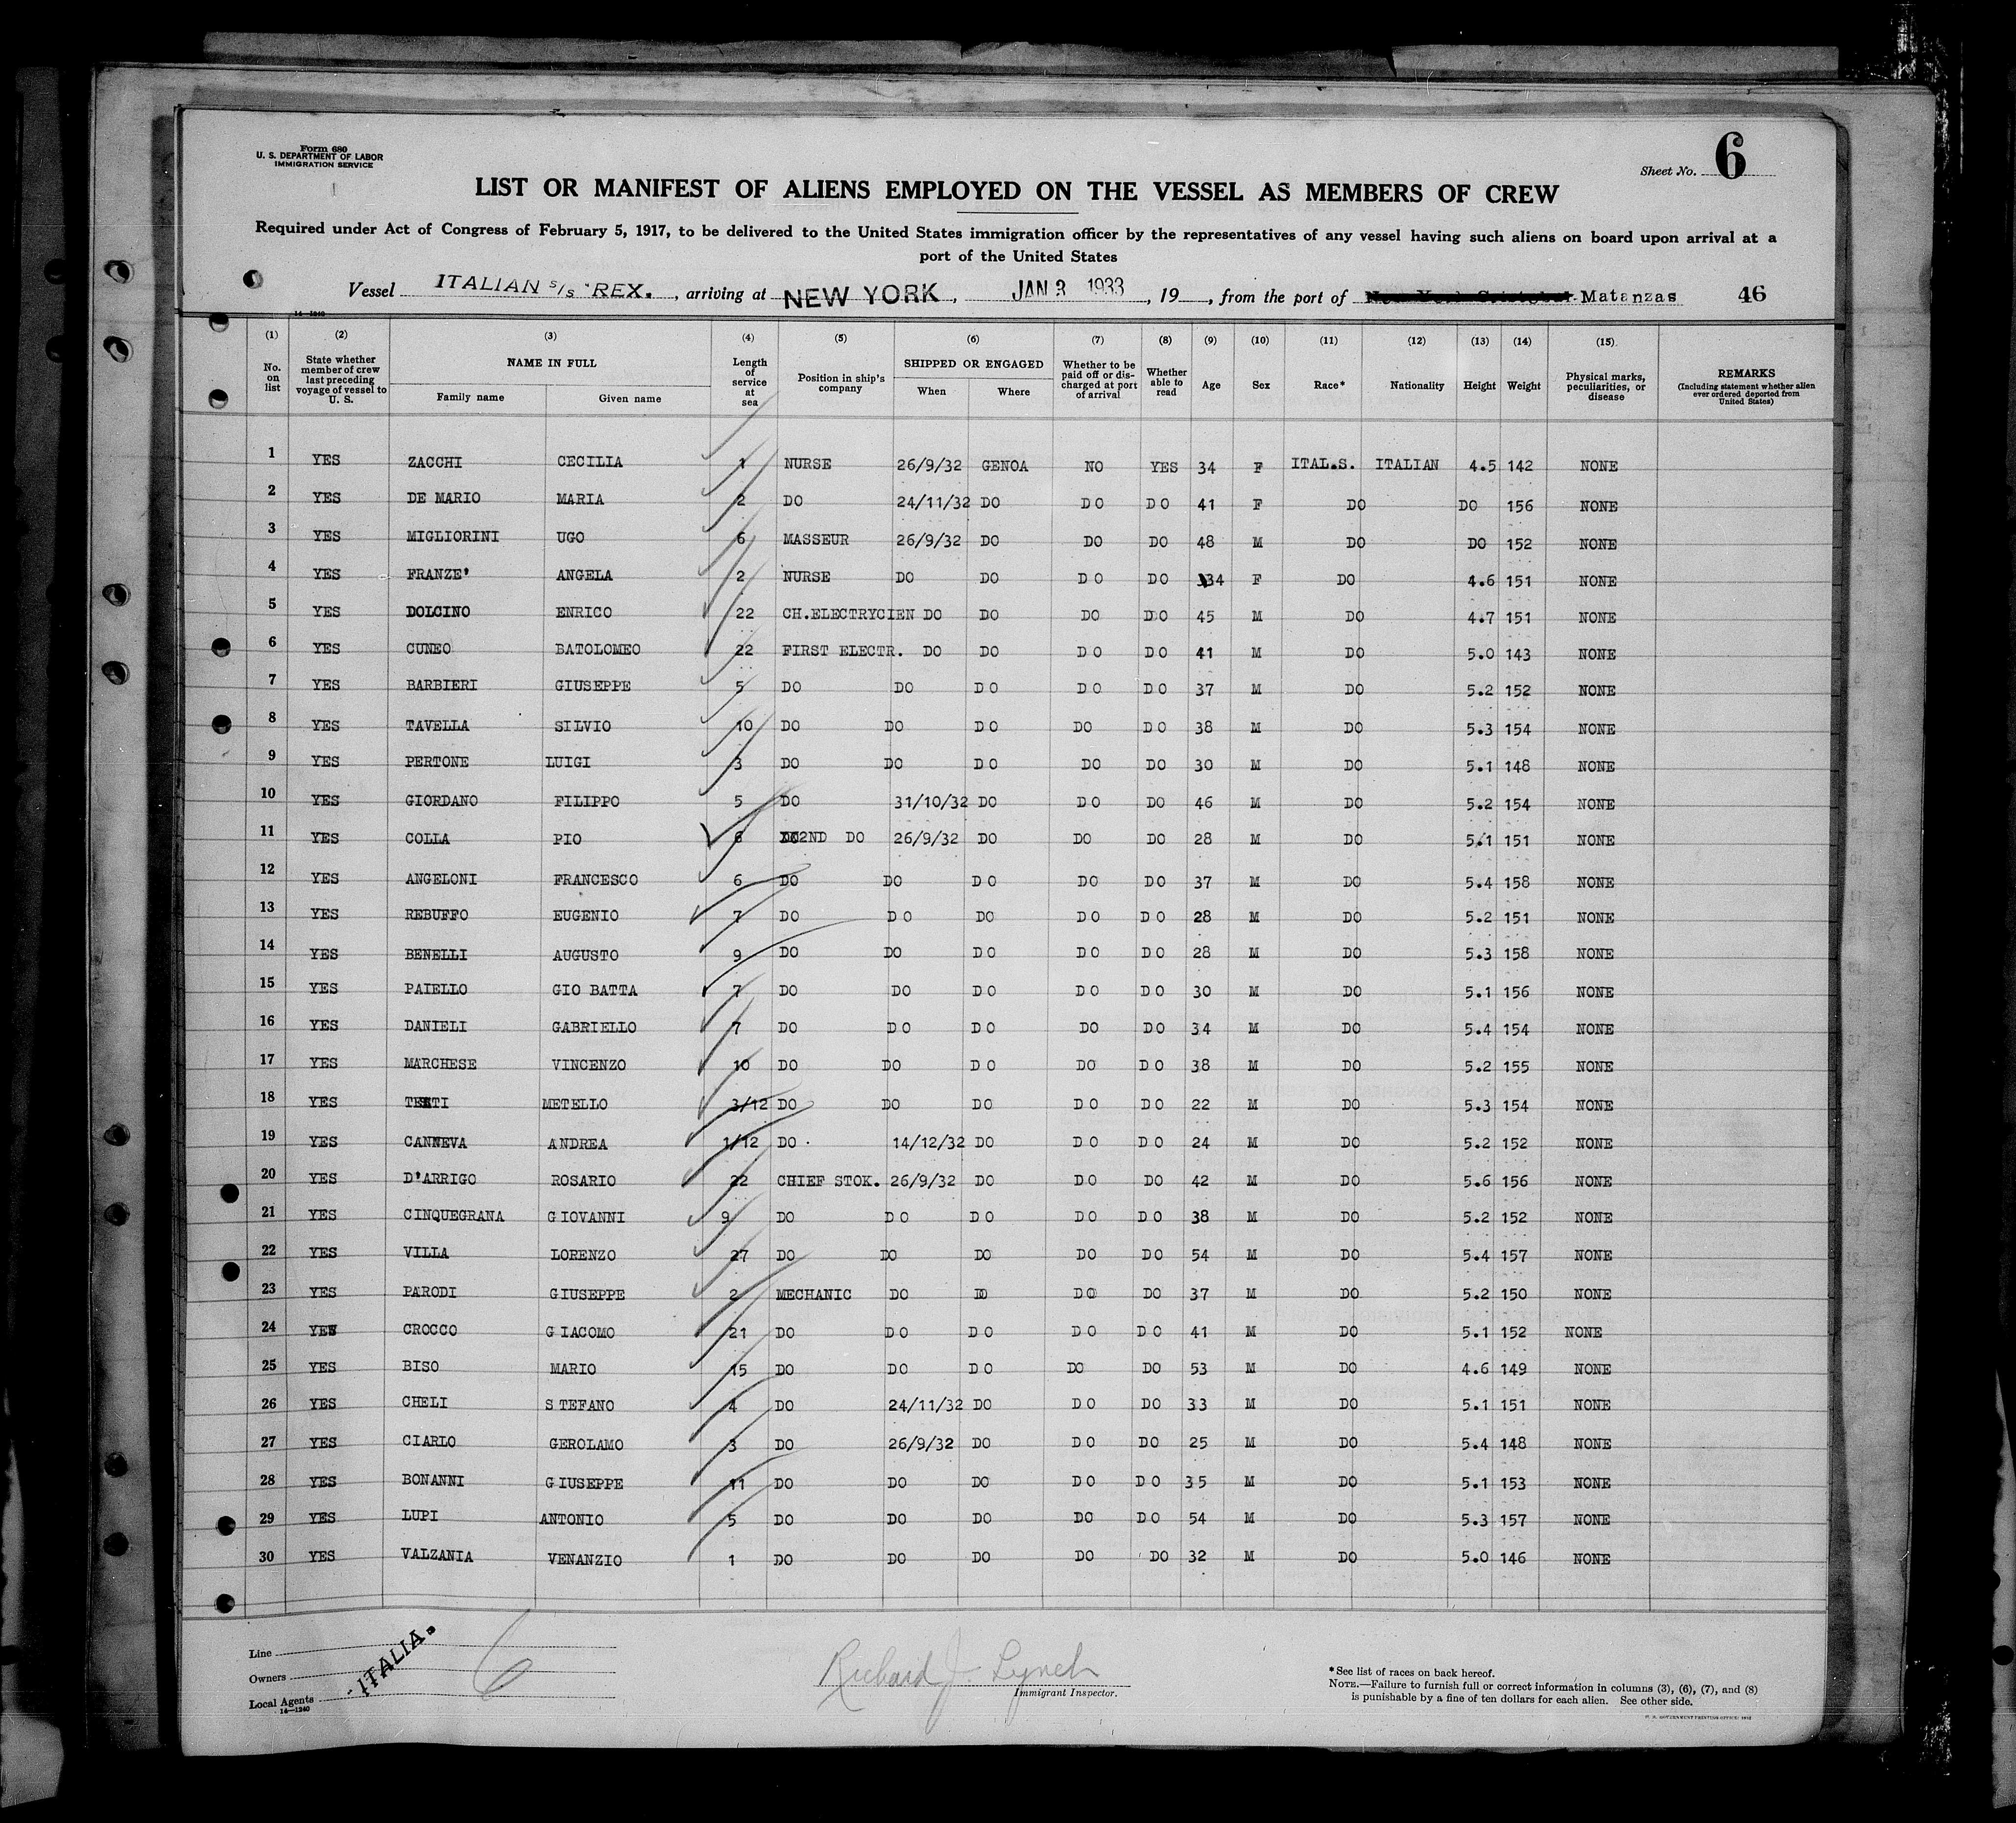 Form 680
U. S. DEPARTMENT OF LABOR
IMMIGRATION SERVICE
Sheet No. 6
LIST OR MANIFEST OF ALIENS EMPLOYED ON THE VESSEL AS MEMBERS OF CREW
Required under Act of Congress of February 5, 1917, to be delivered to the United States immigration officer by the representatives of any vessel having such aliens on board upon arrival at a
port of the United States
Vessel ITALIAN S/S "REX. , arriving at NEW YORK , JAN 3 1933 , 19 , from the port of Matanzas 46
14-1240
(1) (2) (3) (4) (5) (6) (7) (8) (9) (10) (11) (12) (13) (14) (15)
No. on list State whether member of crew last preceding voyage of vessel to U. S. NAME IN FULL Length of service at sea Position in ship's company SHIPPED OR ENGAGED Whether to be paid off or discharged at port of arrival Whether able to read Age Sex Race* Nationality Height Weight Physical marks, peculiarities, or disease REMARKS (Including statement whether alien ever ordered deported from United States)
Family name Given name When Where
1 YES ZACCHI CECILIA 1 NURSE 26/9/32 GENOA NO YES 34 F ITAL.S. ITALIAN 4.5 142 NONE
2 YES DE MARIO MARIA 2 DO 24/11/32 DO DO DO 41 F DO DO 156 NONE
3 YES MIGLIORINI UGO 6 MASSEUR 26/9/32 DO DO DO 48 M DO DO 152 NONE
4 YES FRANZE' ANGELA 2 NURSE DO DO DO DO 34 F DO 4.6 151 NONE
5 YES DOLCINO ENRICO 22 CH.ELECTRYCIEN DO DO DO DO 45 M DO 4.7 151 NONE
6 YES CUNEO BATOLOMEO 22 FIRST ELECTR. DO DO DO DO 41 M DO 5.0 143 NONE
7 YES BARBIERI GIUSEPPE 5 DO DO DO DO DO 37 M DO 5.2 152 NONE
8 YES TAVELLA SILVIO 10 DO DO DO DO DO 38 M DO 5.3 154 NONE
9 YES PERTONE LUIGI 3 DO DO DO DO DO 30 M DO 5.1 148 NONE
10 YES GIORDANO FILIPPO 5 DO 31/10/32 DO DO DO 46 M DO 5.2 154 NONE
11 YES COLLA PIO 6 2ND DO 26/9/32 DO DO DO 28 M DO 5.1 151 NONE
12 YES ANGELONI FRANCESCO 6 DO DO DO DO DO 37 M DO 5.4 158 NONE
13 YES REBUFFO EUGENIO 7 DO DO DO DO DO 28 M DO 5.2 151 NONE
14 YES BENELLI AUGUSTO 9 DO DO DO DO DO 28 M DO 5.3 158 NONE
15 YES PAIELLO GIO BATTA 7 DO DO DO DO DO 30 M DO 5.1 156 NONE
16 YES DANIELI GABRIELLO 7 DO DO DO DO DO 34 M DO 5.4 154 NONE
17 YES MARCHESE VINCENZO 10 DO DO DO DO DO 38 M DO 5.2 155 NONE
18 YES METELLO 3/12 DO DO DO DO DO 22 M DO 5.3 154 NONE
19 YES CANNEVA ANDREA 1/12 DO 14/12/32 DO DO DO 24 M DO 5.2 152 NONE
20 YES D'ARRIGO ROSARIO 22 CHIEF STOK. 26/9/32 DO DO DO 42 M DO 5.6 156 NONE
21 YES CINQUEGRANA GIOVANNI 9 DO DO DO DO DO 38 M DO 5.2 152 NONE
22 YES VILLA LORENZO 27 DO DO DO DO DO 54 M DO 5.4 157 NONE
23 YES PARODI GIUSEPPE 2 MECHANIC DO DO DO DO 37 M DO 5.2 150 NONE
24 YES CROCCO GIACOMO 21 DO DO DO DO DO 41 M DO 5.1 152 NONE
25 YES BISO MARIO 15 DO DO DO DO DO 53 M DO 4.6 149 NONE
26 YES CHELI STEFANO 4 DO 24/11/32 DO DO DO 33 M DO 5.1 151 NONE
27 YES CIARLO GEROLAMO 3 DO 26/9/32 DO DO DO 25 M DO 5.4 148 NONE
28 YES BONANNI GIUSEPPE 11 DO DO DO DO DO 35 M DO 5.1 153 NONE
29 YES LUPI ANTONIO 5 DO DO DO DO DO 54 M DO 5.3 157 NONE
30 YES VALZANIA VENANZIO 1 DO DO DO DO DO 32 M DO 5.0 146 NONE
Line
Owners
Local Agents
14-1240
"ITALIA.
6
Richard J. Lynch
Immigrant Inspector.
*See list of races on back hereof.
NOTE.—Failure to furnish full or correct information in columns (3), (6), (7), and (8)
is punishable by a fine of ten dollars for each alien. See other side.
U. S. GOVERNMENT PRINTING OFFICE: 1932